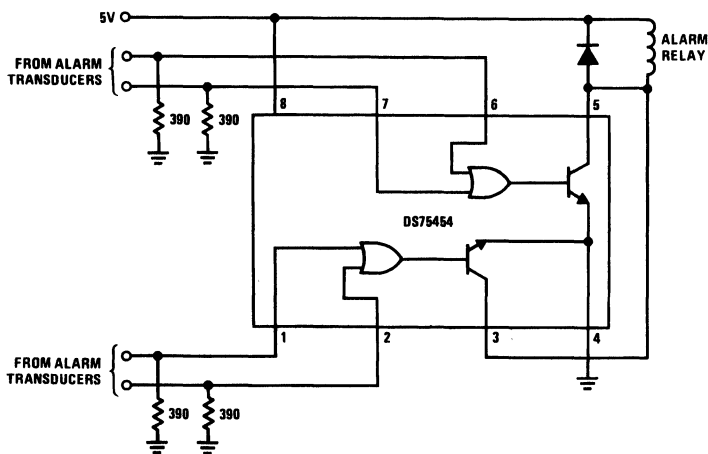 5V
ALARM
RELAY
FROM ALARM
TRANSDUCERS
8
7
6
5
390
390
DS75454
1
2
3
4
FROM ALARM
TRANSDUCERS
390
390